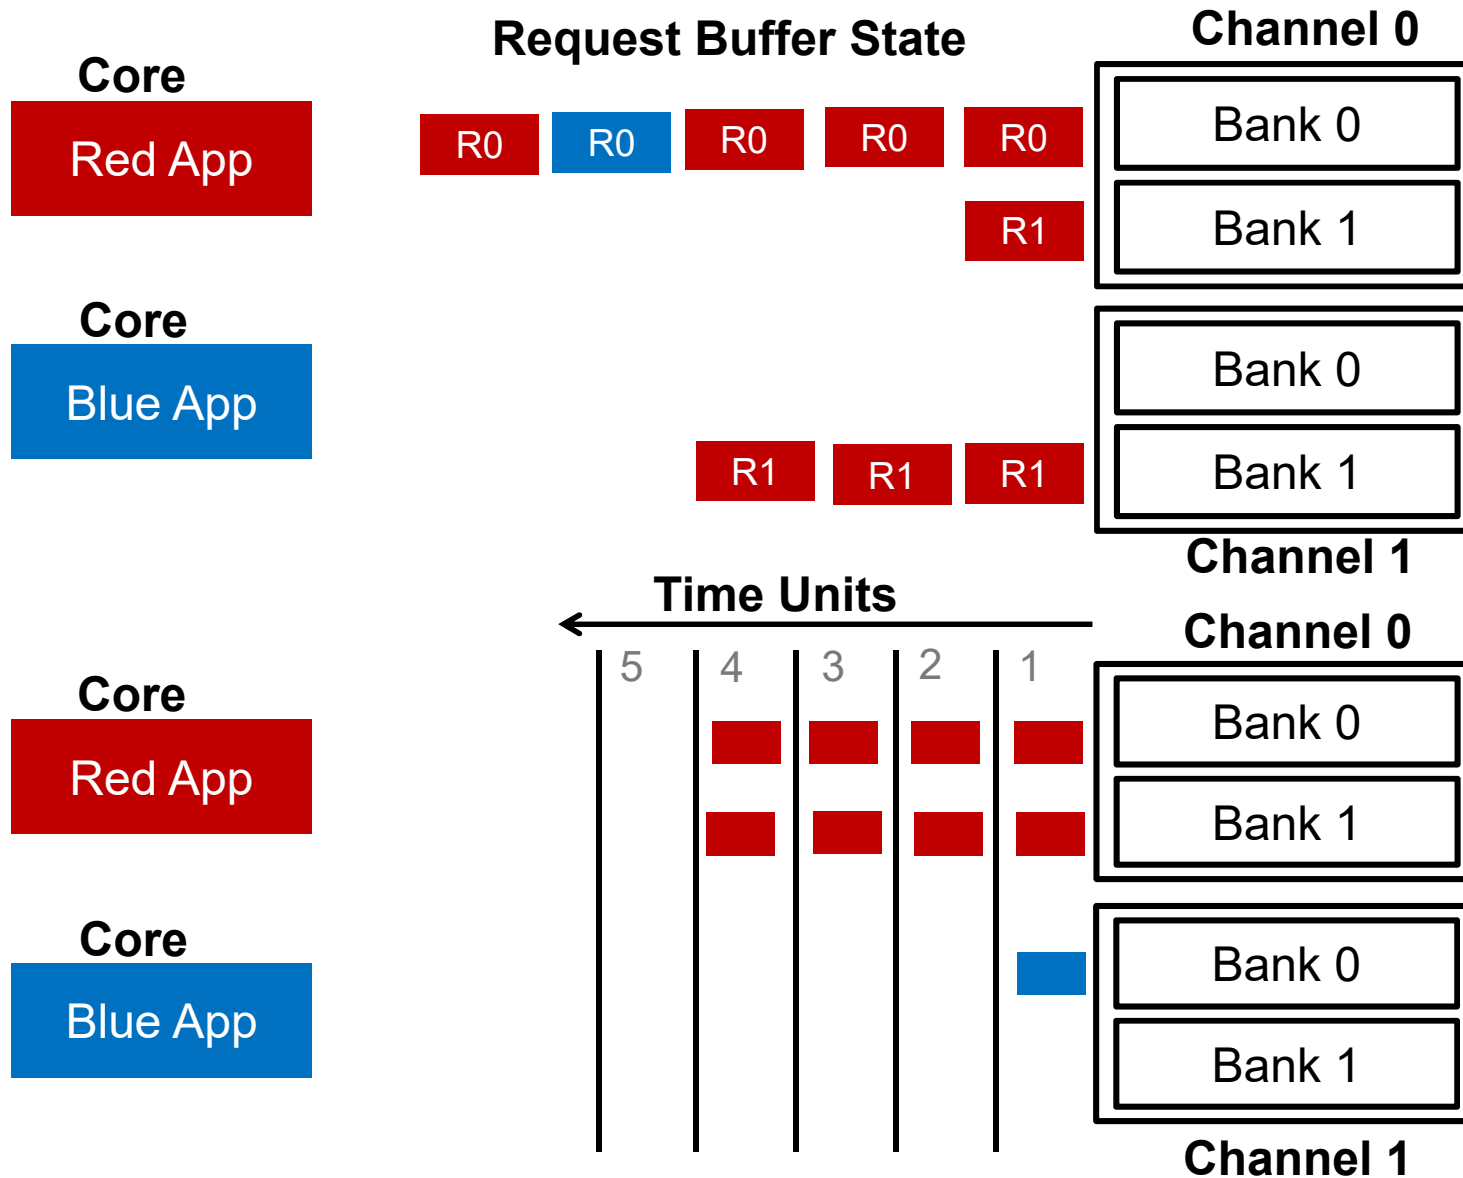 Request Buffer State
Channel 0
Core
Red App
R0 R0 R0 R0 R0
Bank 0
R1
Bank 1
Core
Blue App
Bank 0
R1 R1 R1
Bank 1
Channel 1
Time Units
Channel 0
5 4 3 2 1
Core
Red App
Bank 0
Bank 1
Core
Blue App
Bank 0
Bank 1
Channel 1